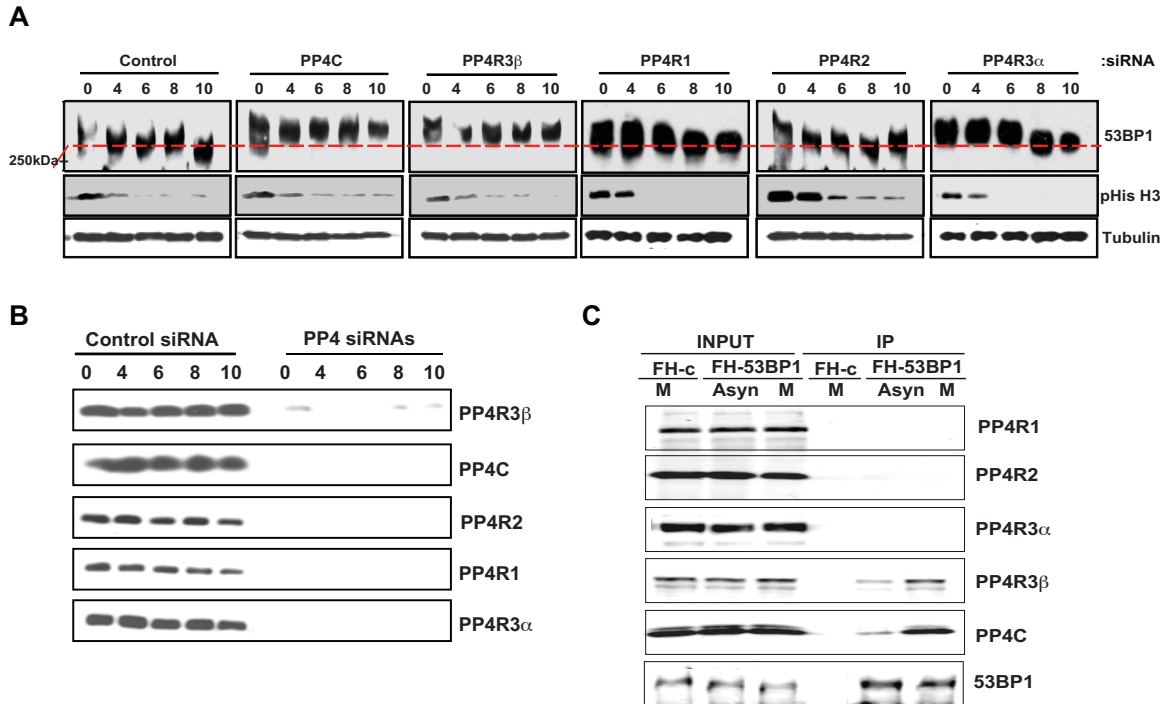 A
Control PP4C PP4R3β PP4R1 PP4R2 PP4R3α :siRNA
0 4 6 8 10 0 4 6 8 10 0 4 6 8 10 0 4 6 8 10 0 4 6 8 10 0 4 6 8 10
53BP1
250kDa
pHis H3
Tubulin
B
Control siRNA PP4 siRNAs
0 4 6 8 10 0 4 6 8 10
PP4R3β
PP4C
PP4R2
PP4R1
PP4R3α
C
INPUT IP
FH-c FH-53BP1 FH-c FH-53BP1
M Asyn M M Asyn M
PP4R1
PP4R2
PP4R3α
PP4R3β
PP4C
53BP1